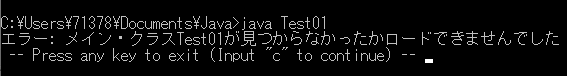 C:¥Users¥71378¥Documents¥Java>java Test01
エラー: メイン・クラスTest01が見つからなかったかロードできませんでした
-- Press any key to exit (Input "c" to continue) --